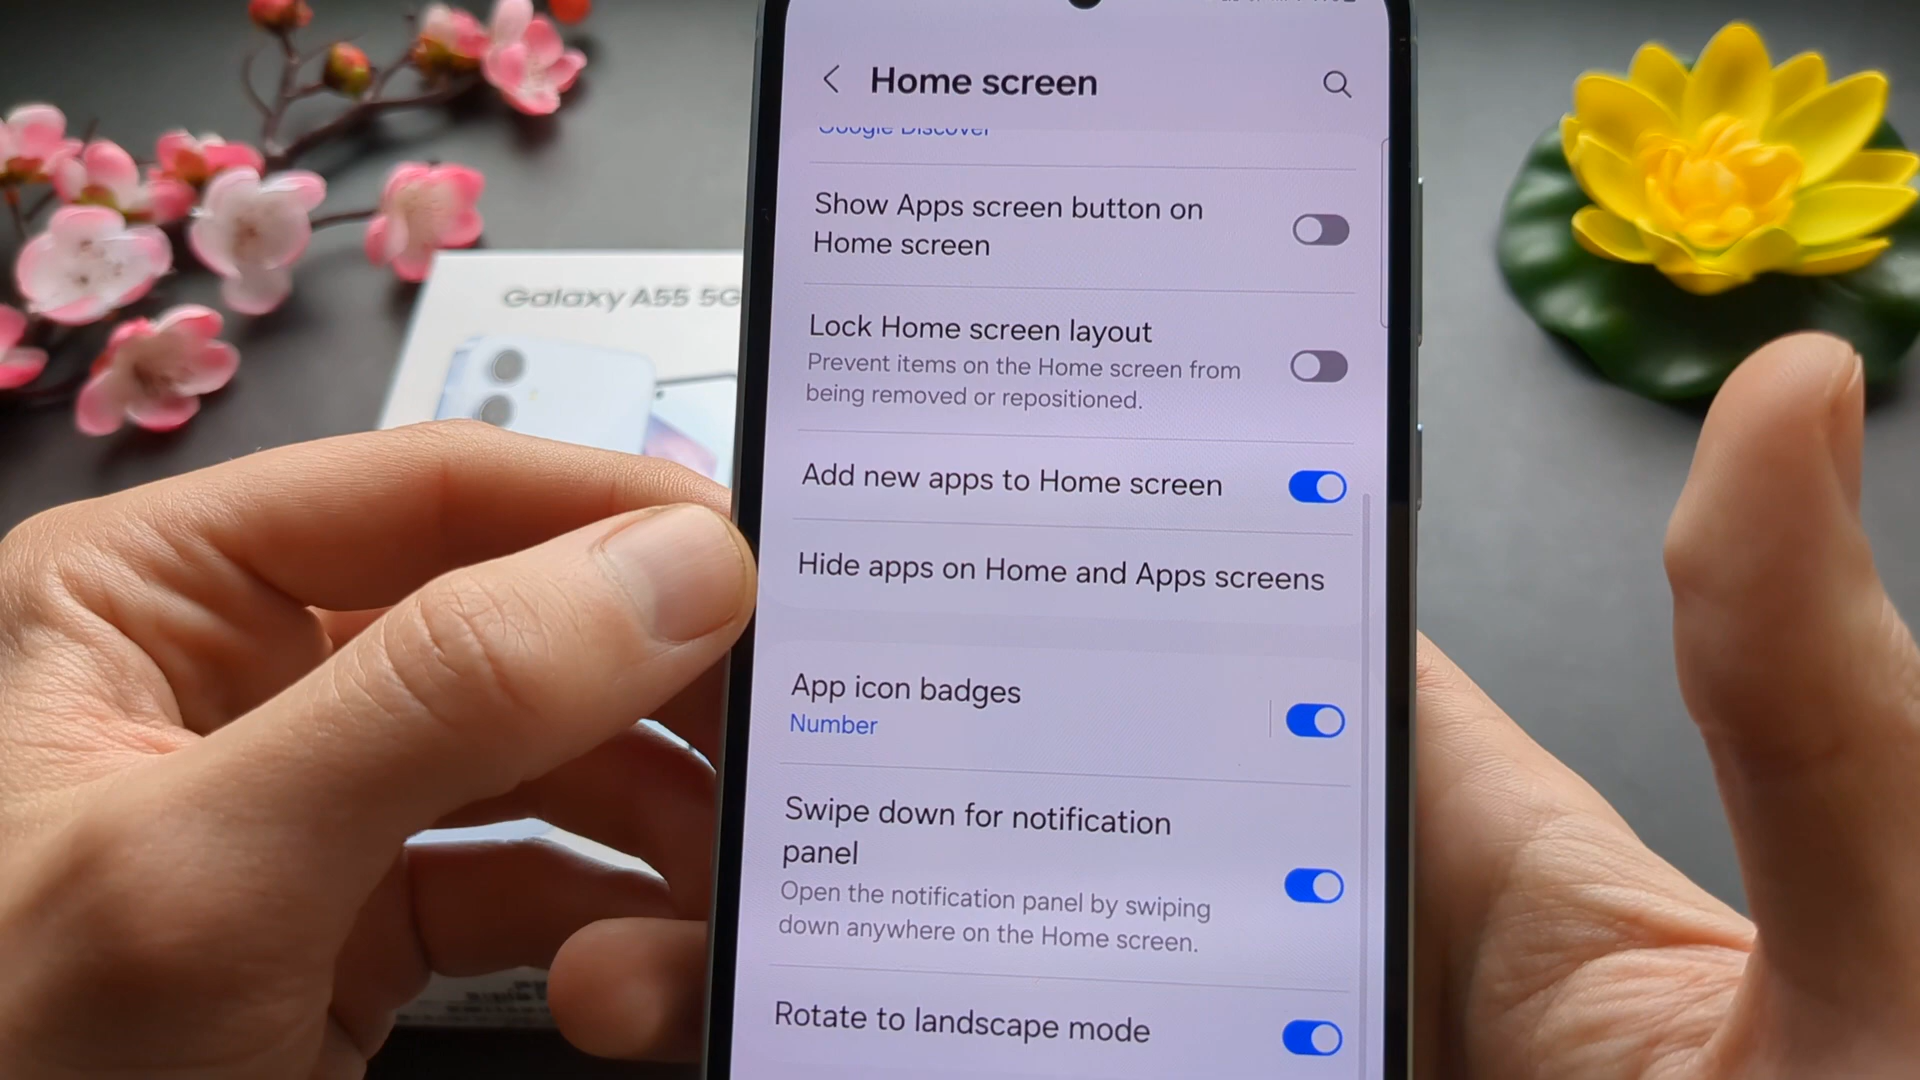 Home screen
Google Discover
Show Apps screen button on
Home screen
Galaxy A55 5G
Lock Home screen layout
Prevent items on the Home screen from
being removed or repositioned.
Add new apps to Home screen
Hide apps on Home and Apps screens
App icon badges
Number
Swipe down for notification
panel
Open the notification panel by swiping
down anywhere on the Home screen.
Rotate to landscape mode